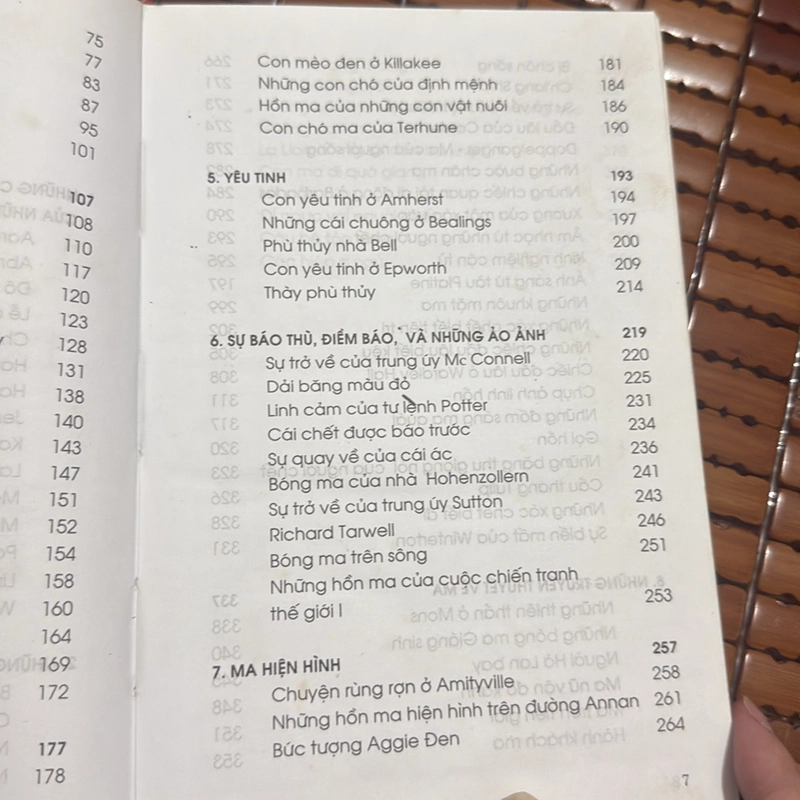 75
77
83
87
95
101
107
108
110
117
120
123
128
131
138
140
143
147
151
152
154
158
160
164
169
172
177
178
Con mèo đen ở Killakee 181
Những con chó của định mệnh 184
Hồn ma của những con vật nuôi 186
Con chó ma của Terhune 190
5. YÊU TINH 193
Con yêu tinh ở Amherst 194
Những cái chuông ở Bealings 197
Phù thủy nhà Bell 200
Con yêu tinh ở Epworth 209
Thày phù thủy 214
6. SỰ BÁO THÙ, ĐIỀM BÁO, VÀ NHỮNG ẢO ẢNH 219
Sự trở về của trung úy Mc Connell 220
Dải băng màu đỏ 225
Linh cảm của tư lệnh Potter 231
Cái chết được báo trước 234
Sự quay về của cái ác 236
Bóng ma của nhà Hohenzollern 241
Sự trở về của trung úy Sutton 243
Richard Tarwell 246
Bóng ma trên sông 251
Những hồn ma của cuộc chiến tranh
thế giới I 253
7. MA HIỆN HÌNH 257
Chuyện rùng rợn ở Amityville 258
Những hồn ma hiện hình trên đường Annan 261
Bức tượng Aggie Đen 264
7